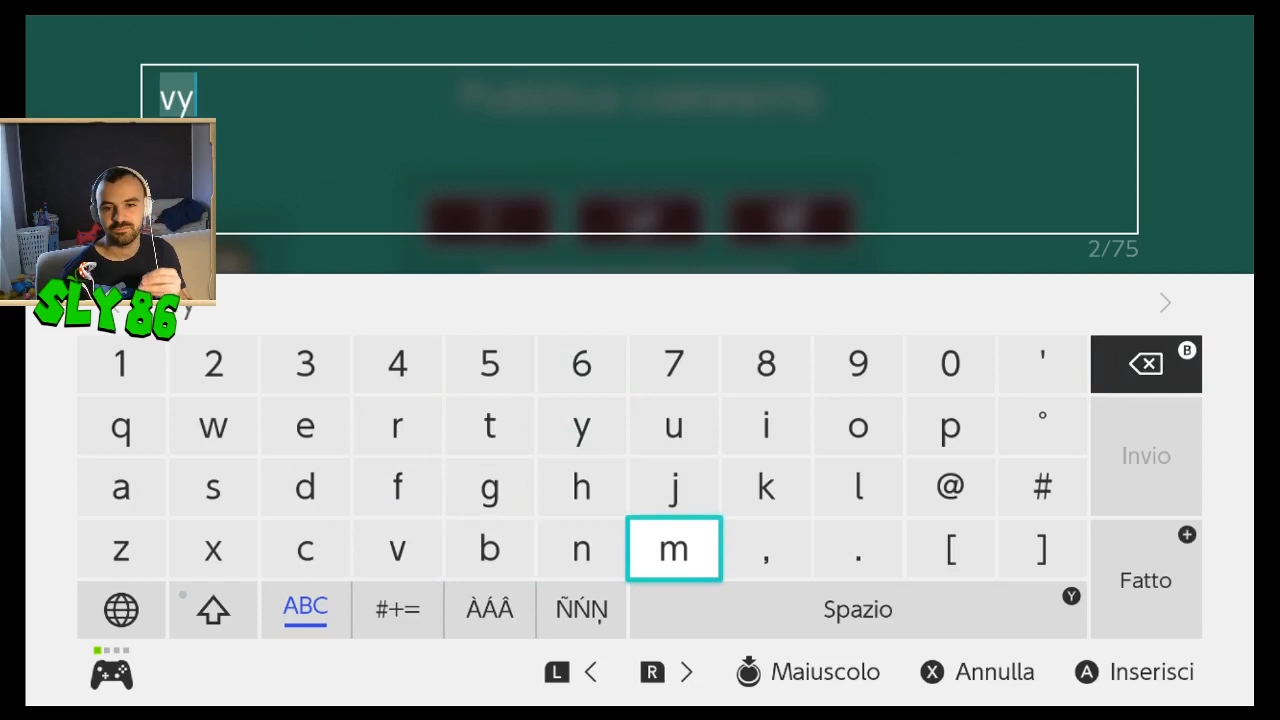 vy
2/75
SLY 86
y
1 2 3 4 5 6 7 8 9 0 ' B
q w e r t y u i o p ° Invio
a s d f g h j k l @ #
z x c v b n m , . [ ] + Fatto
ABC #+= ÀÁÂ ÑŃŅ Spazio Y
L < R > Maiuscolo X Annulla A Inserisci